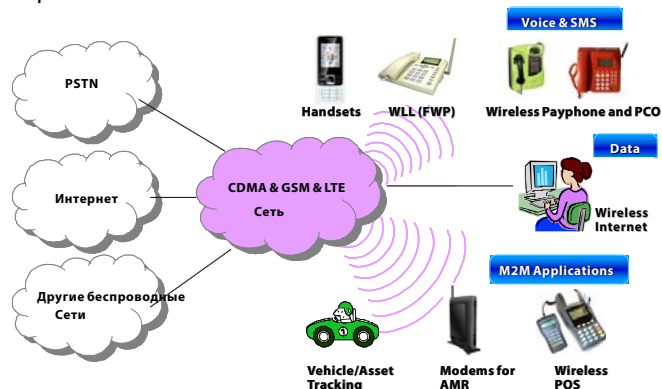 Voice & SMS
PSTN
Handsets
WLL (FWP)
Wireless Payphone and PCO
Data
CDMA & GSM & LTE
Сеть
Интернет
Wireless
Internet
M2M Applications
Другие беспроводные
Сети
1
Vehicle/Asset
Tracking
Modems for
AMR
Wireless
POS